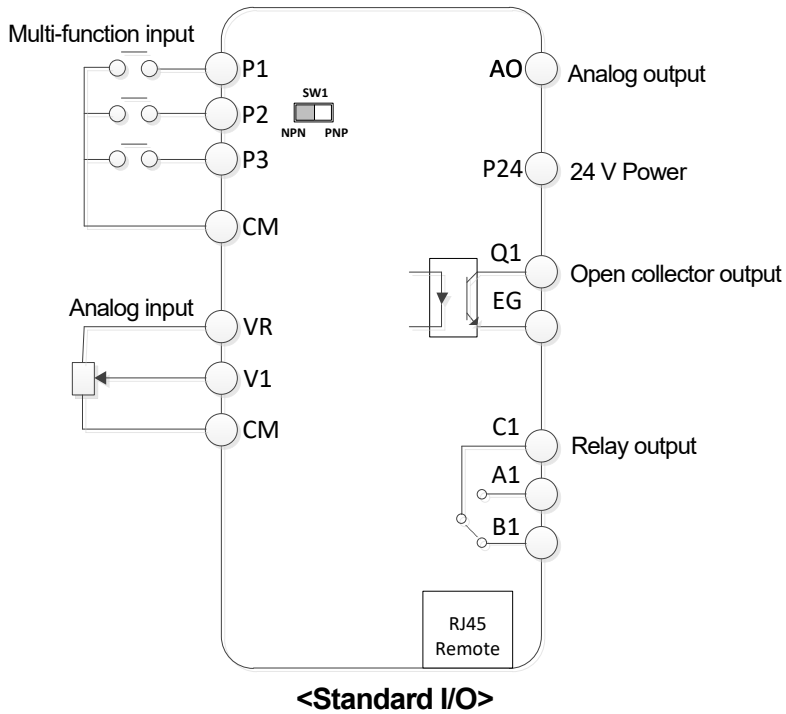 Multi-function input
P1
P2
P3
CM
SW1
NPN PNP
Analog input
VR
V1
CM
AO Analog output
P24 24 V Power
Q1
Open collector output
EG
C1
Relay output
A1
B1
RJ45
Remote
<Standard I/O>